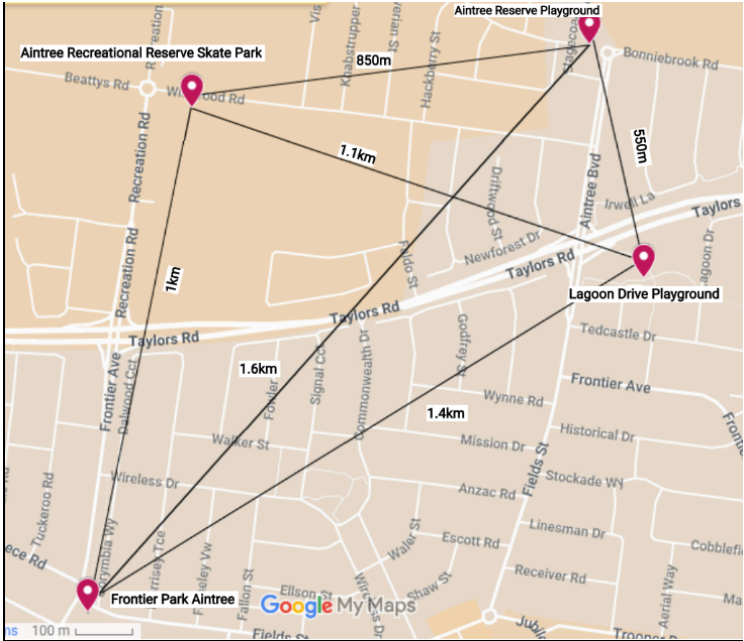 Aintree Reserve Playground
Aintree Recreational Reserve Skate Park
850m
Bonniebrook Rd
Beattys Rd
Hackberry St
Knabstrupper
1.1km
550m
Recreation Rd
Aintree Blvd
Driftwood St
Irwell La
Newforest Dr
Taylors Rd
Taylors
Recreation Rd
1km
Taylors Rd
Lagoon Drive Playground
Taylors Rd
Tedcastle Dr
Frontier Ave
Dalwood Cct
Signal Cct
Commonwealth Dr
Godfrey St
1.6km
Fowler
Frontier Ave
Wynne Rd
1.4km
Walker St
Mission Dr
Historical Dr
Fields St
Wireless Dr
Anzac Rd
Stockade Wy
Tuckeroo Rd
Linesman Dr
Escott Rd
Waler St
Receiver Rd
Shaw St
Fallon St
Ellson St
Aerial Way
Frontier Park Aintree
Google My Maps
100 m
Fields St